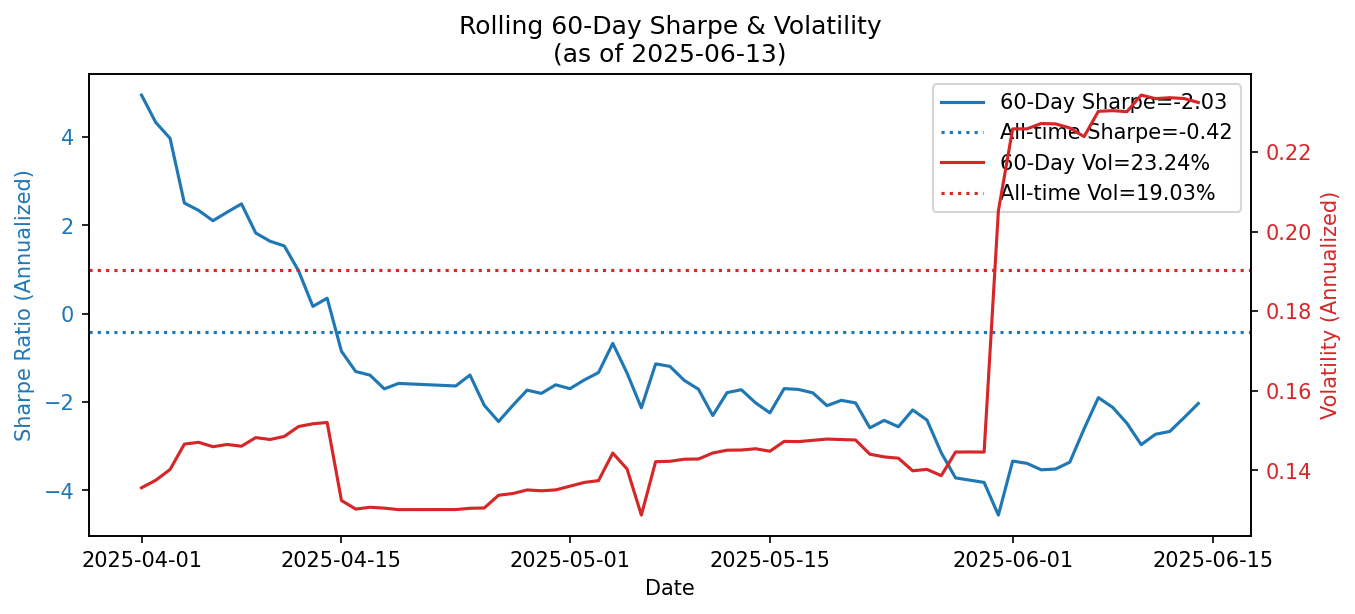 Rolling 60-Day Sharpe & Volatility
(as of 2025-06-13)
60-Day Sharpe=-2.03
All-time Sharpe=-0.42
60-Day Vol=23.24%
All-time Vol=19.03%
Sharpe Ratio (Annualized)
4
2
0
−2
−4
Volatility (Annualized)
0.22
0.20
0.18
0.16
0.14
2025-04-01
2025-04-15
2025-05-01
2025-05-15
2025-06-01
2025-06-15
Date